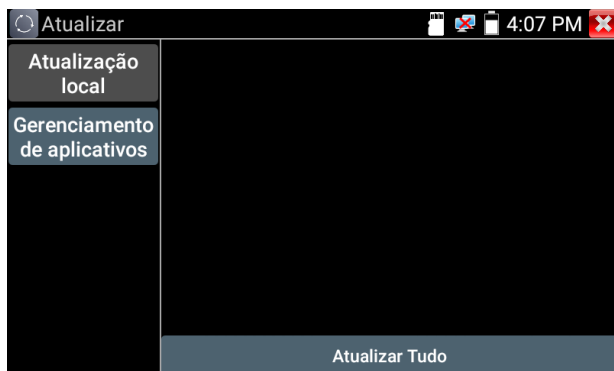 Atualizar
4:07 PM
Atualização
local
Gerenciamento
de aplicativos
Atualizar Tudo